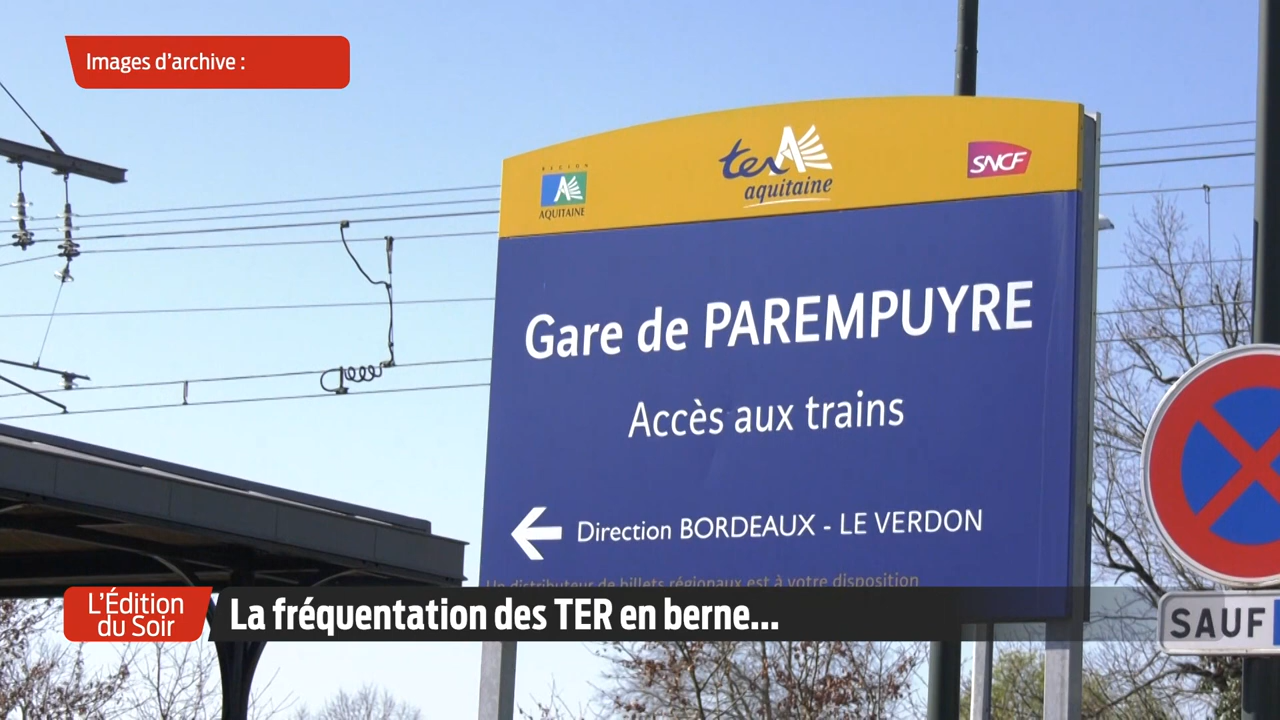 Images d'archive :
RÉGION
AQUITAINE
ter
aquitaine
SNCF
Gare de PAREMPUYRE
Accès aux trains
Direction BORDEAUX - LE VERDON
Un distributeur de billets régionaux est à votre disposition
L'Édition
du Soir
La fréquentation des TER en berne...
SAUF